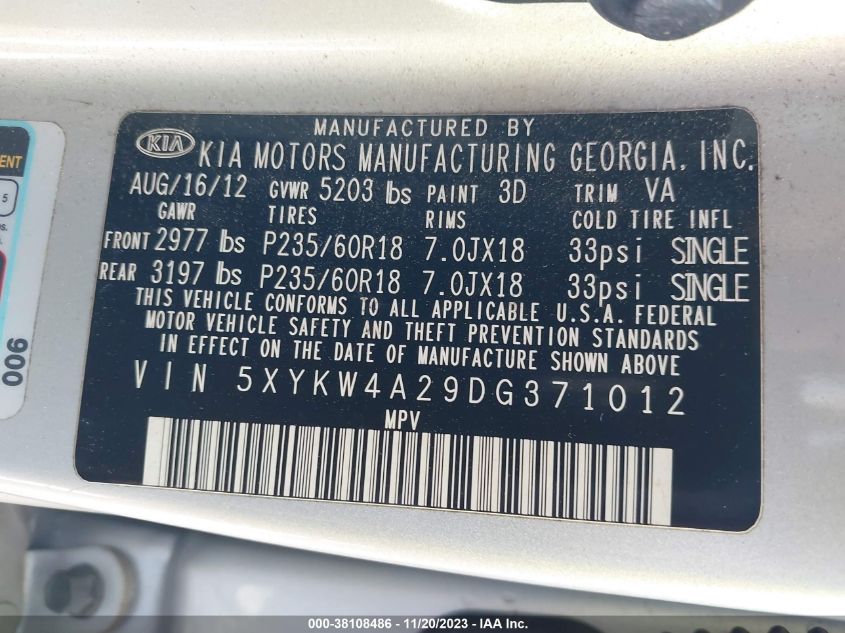 MANUFACTURED BY
KIA KIA MOTORS MANUFACTURING GEORGIA, INC.
AUG/16/12 GVWR 5203 lbs PAINT 3D TRIM VA
GAWR TIRES RIMS COLD TIRE INFL
FRONT 2977 lbs P235/60R18 7.0JX18 33psi SINGLE
REAR 3197 lbs P235/60R18 7.0JX18 33psi SINGLE
THIS VEHICLE CONFORMS TO ALL APPLICABLE U.S.A. FEDERAL
MOTOR VEHICLE SAFETY AND THEFT PREVENTION STANDARDS
IN EFFECT ON THE DATE OF MANUFACTURE SHOWN ABOVE
VIN 5XYKW4A29DG371012
MPV
5
006
000-38108486 - 11/20/2023 - IAA Inc.